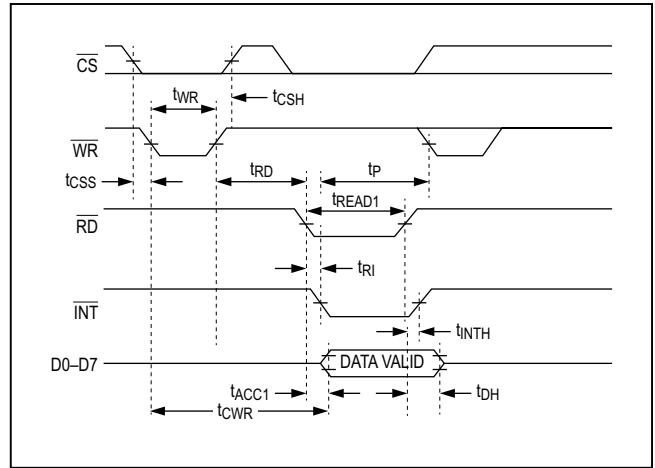 CS
tWR
tCSH
WR
tCSS
tRD
tP
tREAD1
RD
tRI
INT
tINTH
D0–D7
DATA VALID
tACC1
tDH
tCWR